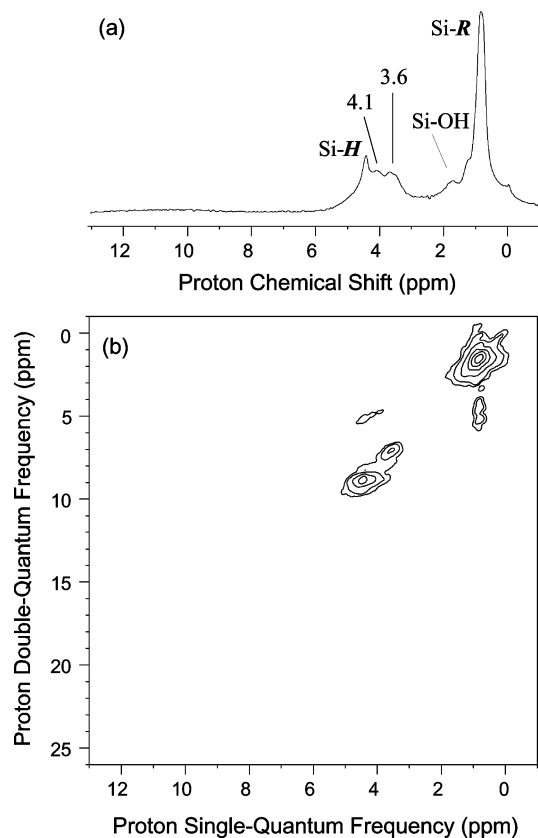 (a)
Si-R
3.6
4.1
Si-OH
Si-H
12 10 8 6 4 2 0
Proton Chemical Shift (ppm)
(b)
0
5
10
15
20
25
Proton Double-Quantum Frequency (ppm)
12 10 8 6 4 2 0
Proton Single-Quantum Frequency (ppm)